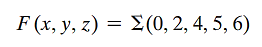 F (x, y, z) = Σ(0, 2, 4, 5, 6)